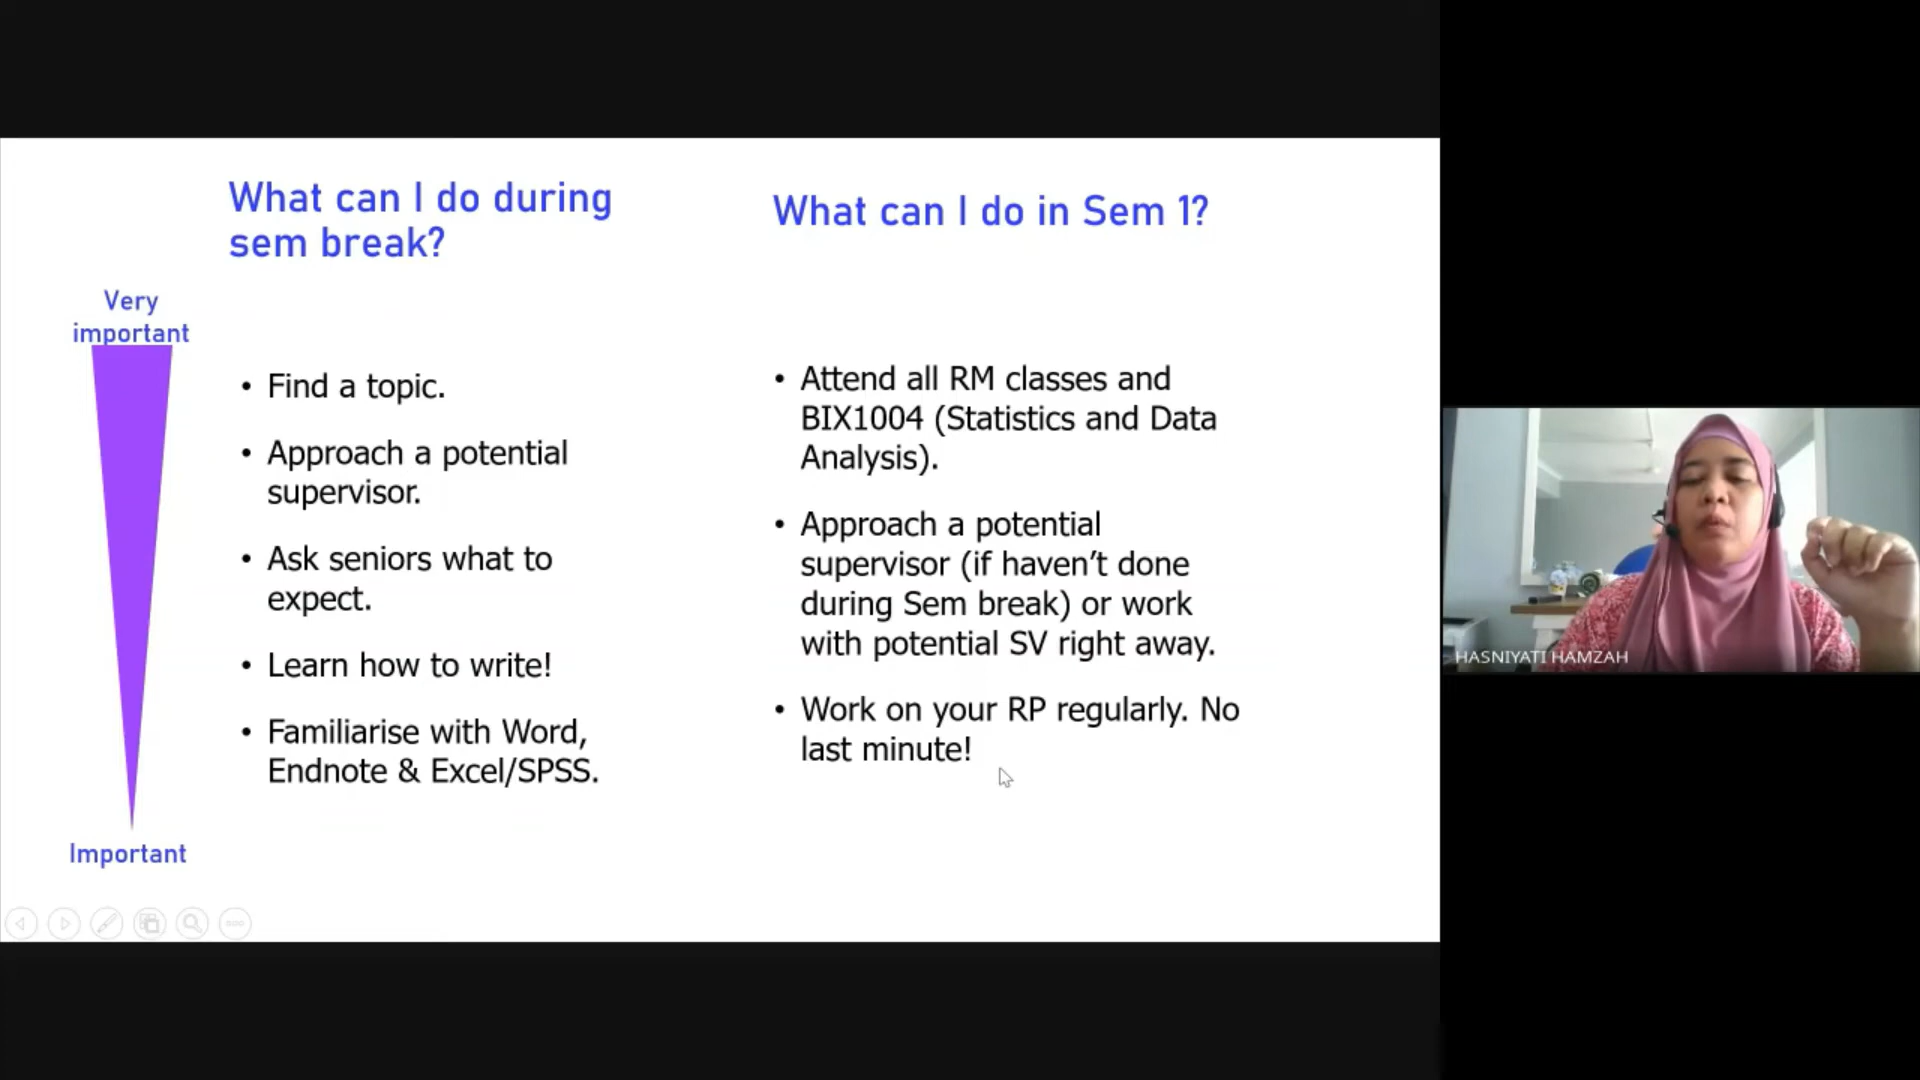 What can I do during
sem break?
Very
important
• Find a topic.
• Approach a potential
supervisor.
• Ask seniors what to
expect.
• Learn how to write!
• Familiarise with Word,
Endnote & Excel/SPSS.
Important
What can I do in Sem 1?
• Attend all RM classes and
BIX1004 (Statistics and Data
Analysis).
• Approach a potential
supervisor (if haven’t done
during Sem break) or work
with potential SV right away.
• Work on your RP regularly. No
last minute!
HASNIYATI HAMZAH